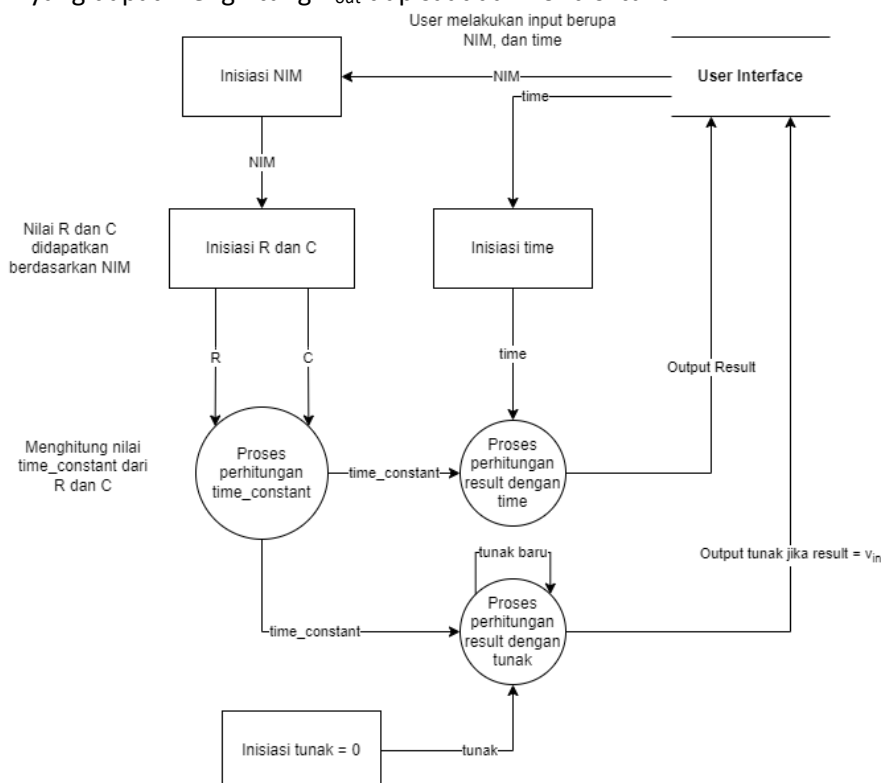 User melakukan input berupa
NIM, dan time
Inisiasi NIM
NIM
User Interface
time
NIM
Nilai R dan C
didapatkan
berdasarkan NIM
Inisiasi R dan C
Inisiasi time
R
C
time
Output Result
Menghitung nilai
time_constant dari
R dan C
Proses
perhitungan
time_constant
time_constant
Proses
perhitungan
result dengan
time
tunak baru
Output tunak jika result = vin
Proses
perhitungan
result dengan
tunak
time_constant
Inisiasi tunak = 0
tunak